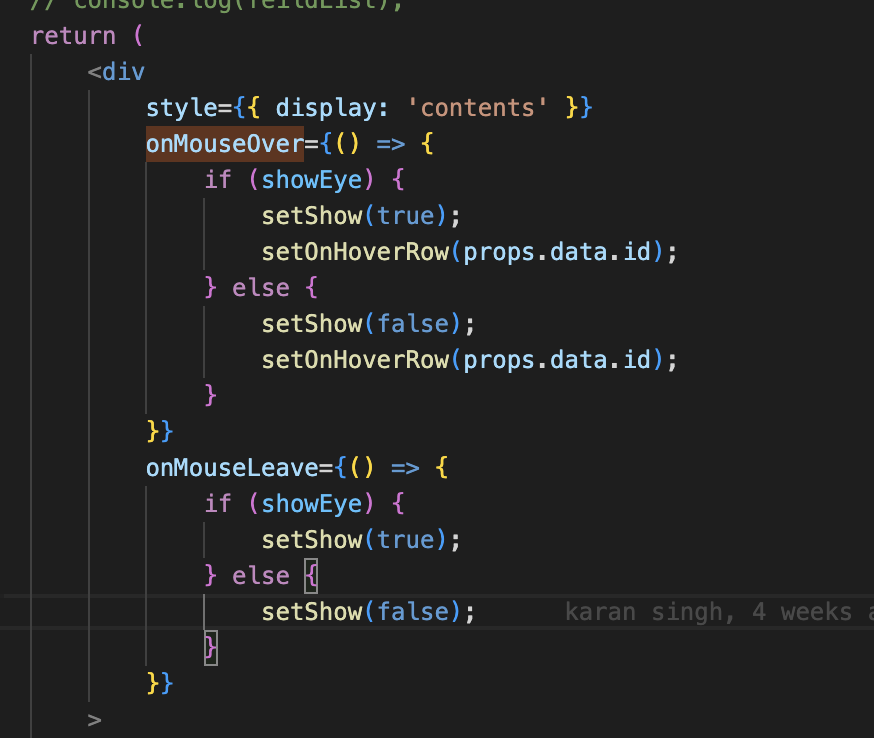 // console.log(feildList);
return (
<div
style={{ display: 'contents' }}
onMouseOver={() => {
if (showEye) {
setShow(true);
setOnHoverRow(props.data.id);
} else {
setShow(false);
setOnHoverRow(props.data.id);
}
}}
onMouseLeave={() => {
if (showEye) {
setShow(true);
} else {
setShow(false); karan singh, 4 weeks a
}
}}
>